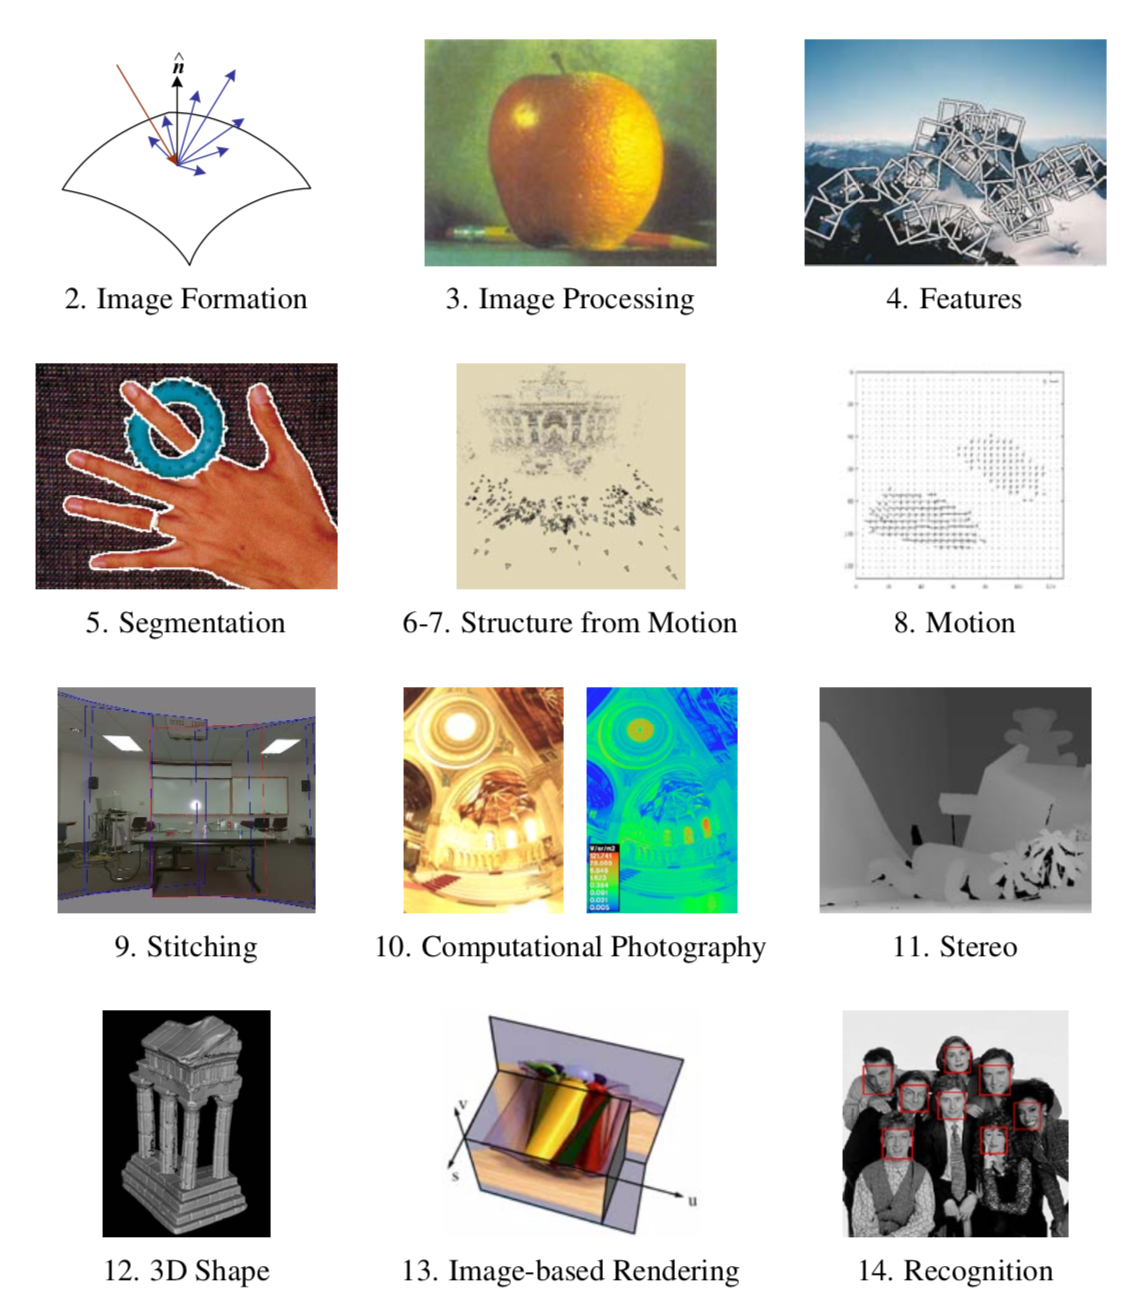 n̂
2. Image Formation
3. Image Processing
4. Features
5. Segmentation
6-7. Structure from Motion
8. Motion
9. Stitching
10. Computational Photography
11. Stereo
v
s
u
12. 3D Shape
13. Image-based Rendering
14. Recognition